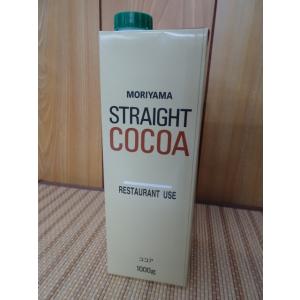 MORIYAMA
STRAIGHT
COCOA
RESTAURANT USE
ココア
1000g